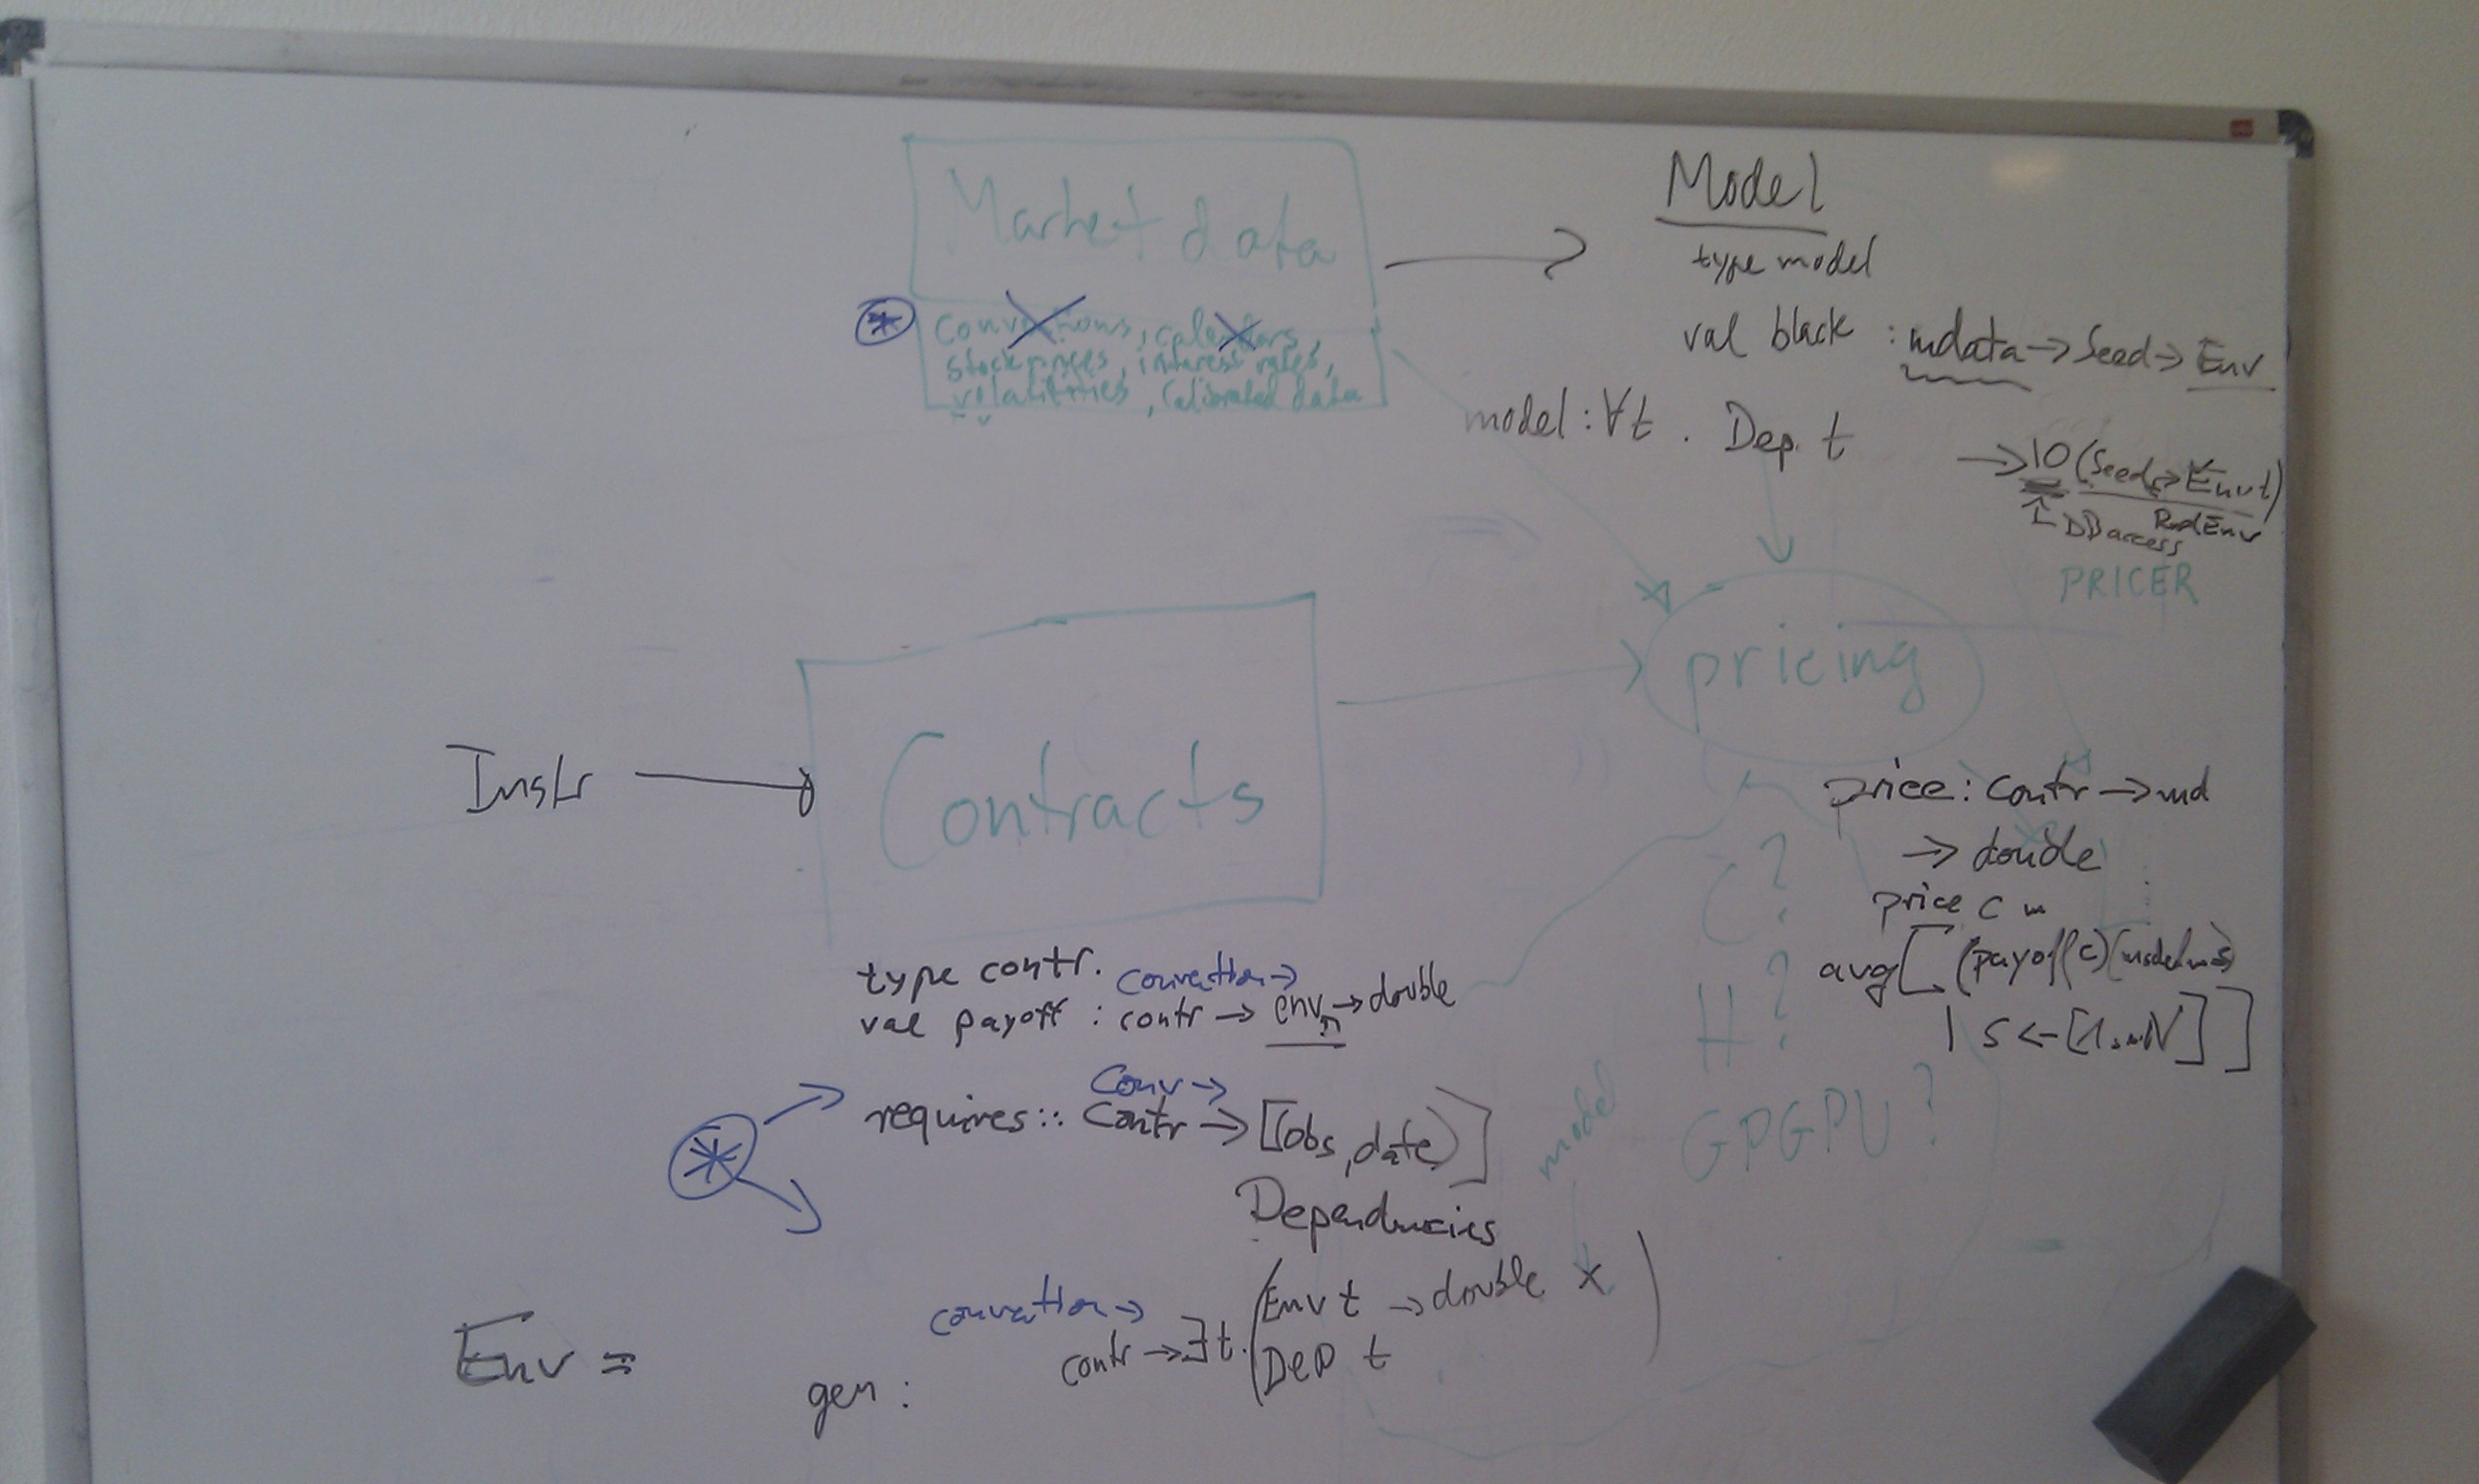 Market data
conventions, calendars,
stock prices, interest rates,
volatilities, Calibrated data
Model
type model
val black : mdata → Seed → Env
model : ∀t . Dep. t → IO (Seed → Env t)
DB access
RndEnv
PRICER
pricing
Instr → Contracts
price : contr → md
→ double
price c m
avg[ (payoff(c)(model m s)
| s <- [1...N] ]
C ?
H ?
GPGPU ?
model
type contr.
convention →
val payoff : contr → env → double
Conv →
requires :: Contr → [(obs, date)]
Dependencies
Env =
convention →
gen : contr → ∃t. (Env t → double ×
Dep t )